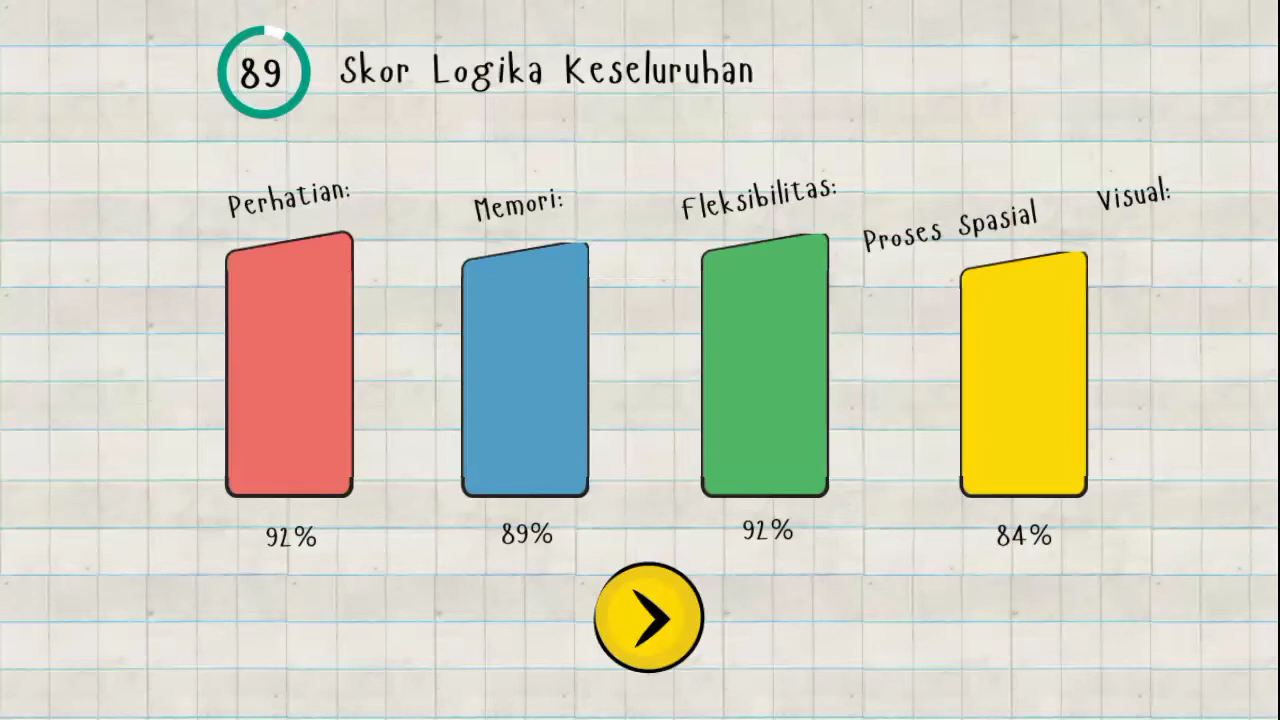 89
Skor Logika Keseluruhan
Perhatian:
Memori:
Fleksibilitas:
Proses Spasial Visual:
92%
89%
92%
84%